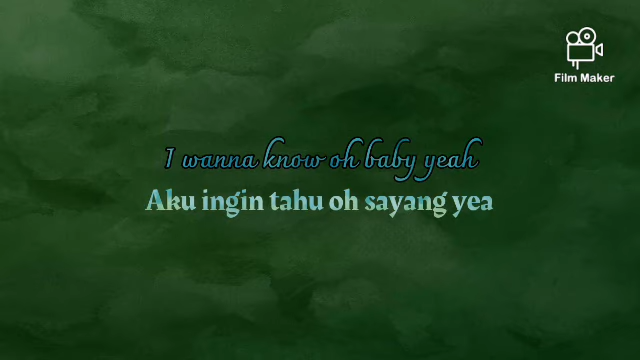 Film Maker
I wanna know oh baby yeah
Aku ingin tahu oh sayang yea